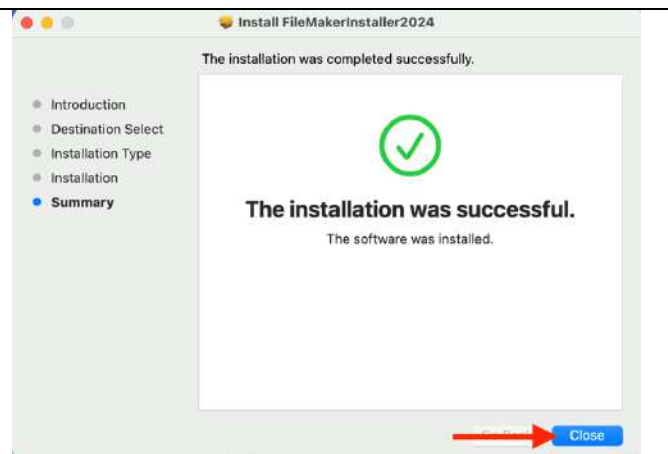 Install FileMakerInstaller2024
The installation was completed successfully.
Introduction
Destination Select
Installation Type
Installation
Summary
The installation was successful.
The software was installed.
Close